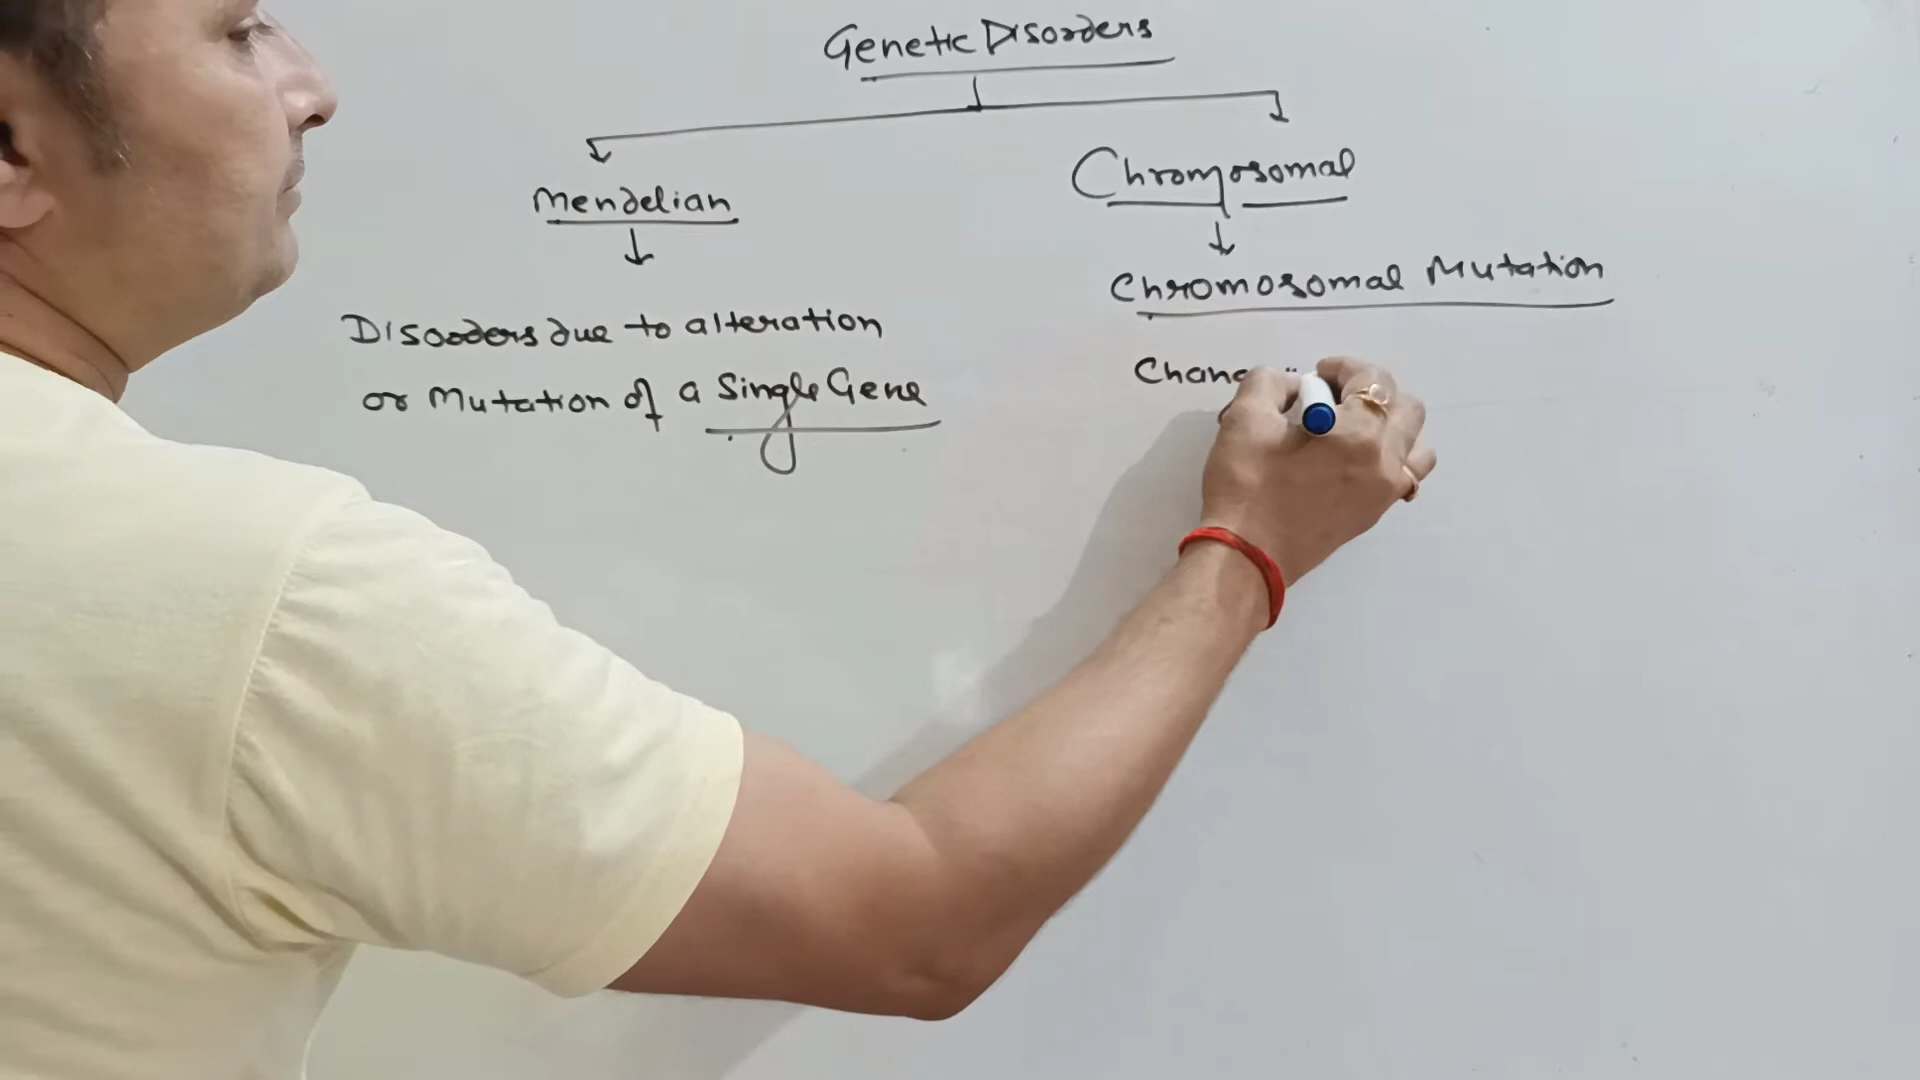 Genetic Disorders
Mendelian
Chromosomal
Chromosomal Mutation
Disorders due to alteration
or Mutation of a Single Gene